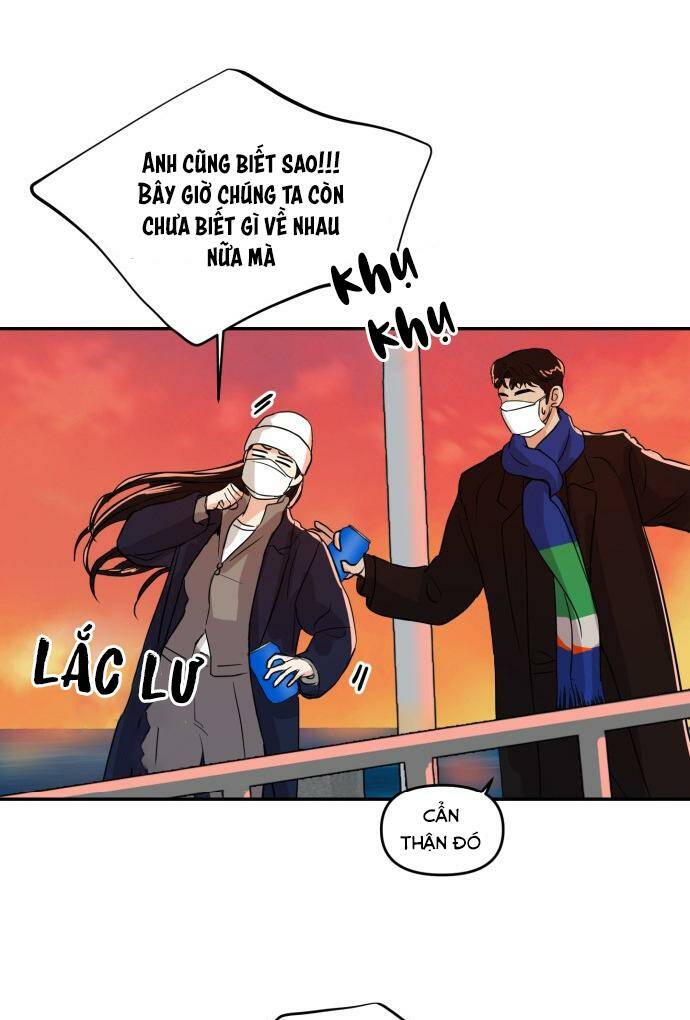 ANH CŨNG BIẾT SAO!!!
BÂY GIỜ CHÚNG TA CÒN
CHƯA BIẾT GÌ VỀ NHAU
NỮA MÀ
KHỤ
KHỤ
LẮC LƯ
CẨN
THẬN ĐÓ